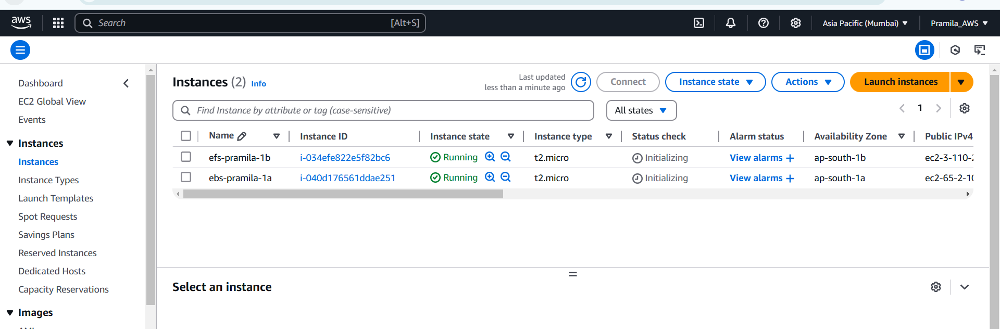 aws Search [Alt+S] Asia Pacific (Mumbai) Pramila_AWS
Dashboard
EC2 Global View
Events
Instances
Instances
Instance Types
Launch Templates
Spot Requests
Savings Plans
Reserved Instances
Dedicated Hosts
Capacity Reservations
Images
Instances (2) Info
Last updated
less than a minute ago
Connect Instance state Actions Launch instances
Find Instance by attribute or tag (case-sensitive) All states 1
Name Instance ID Instance state Instance type Status check Alarm status Availability Zone Public IPv4
efs-pramila-1b i-034efe822e5f82bc6 Running t2.micro Initializing View alarms + ap-south-1b ec2-3-110-2
ebs-pramila-1a i-040d176561ddae251 Running t2.micro Initializing View alarms + ap-south-1a ec2-65-2-10
Select an instance